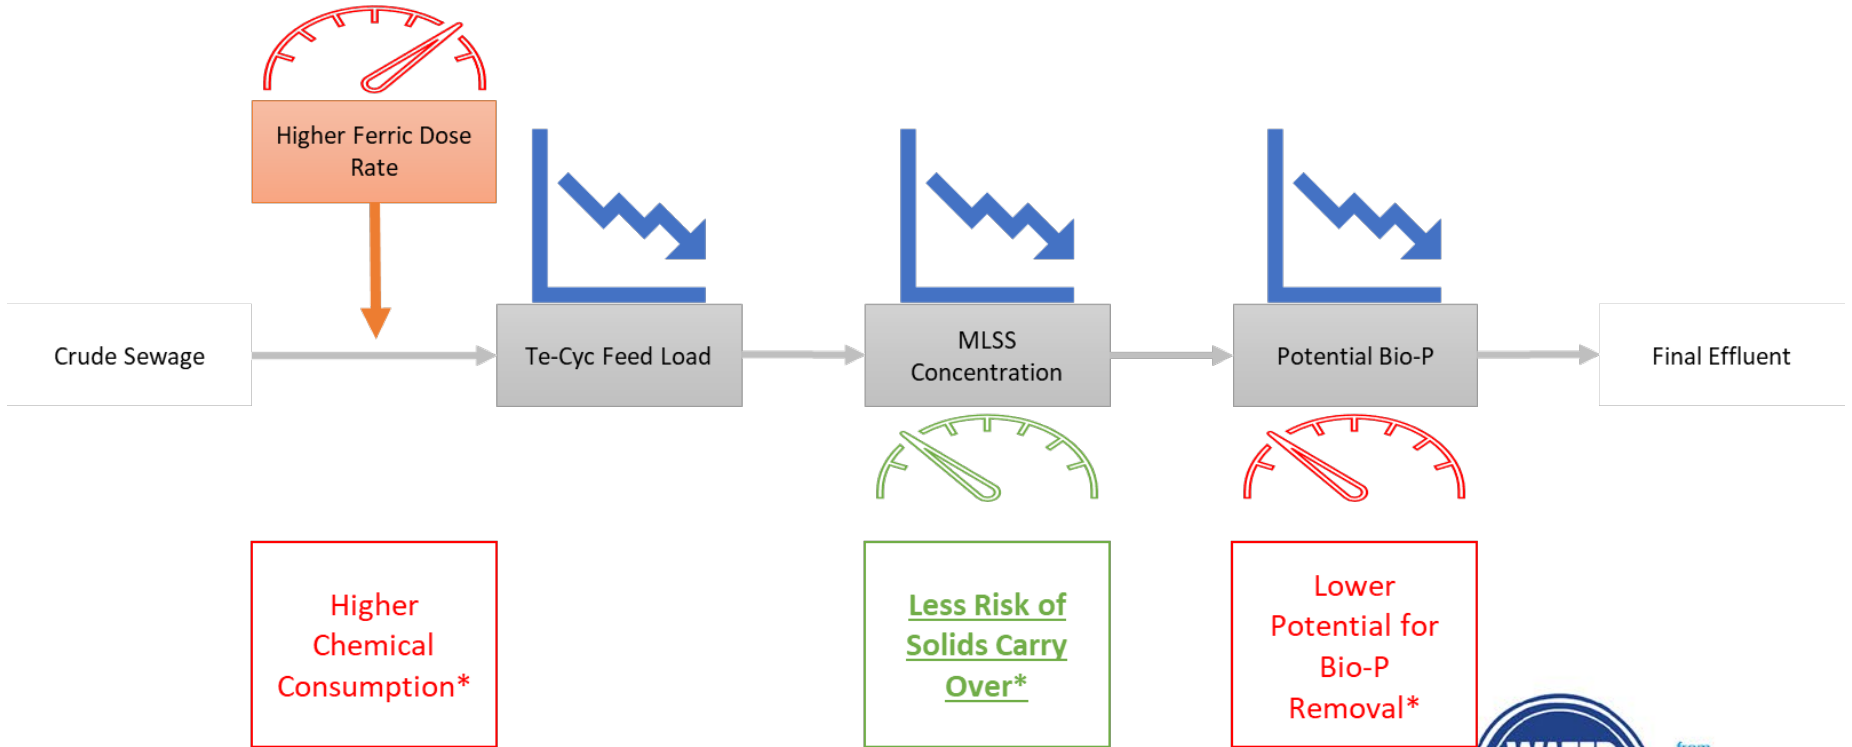 Higher Ferric Dose
Rate
Crude Sewage
Te-Cyc Feed Load
MLSS
Concentration
Potential Bio-P
Final Effluent
Higher
Chemical
Consumption*
Less Risk of
Solids Carry
Over*
Lower
Potential for
Bio-P
Removal*
from